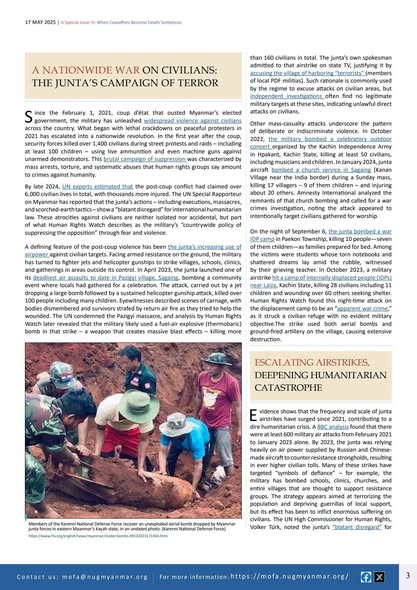 17 MAY 2025 | A Special Issue III: When Ceasefires Become Death Sentences
A NATIONWIDE WAR ON CIVILIANS:
THE JUNTA'S CAMPAIGN OF TERROR
Since the February 1, 2021, coup d'état that ousted Myanmar's elected
government, the military has unleashed widespread violence against civilians
across the country. What began with lethal crackdowns on peaceful protesters in
2021 has escalated into a nationwide revolution. In the first year after the coup,
security forces killed over 1,400 civilians during street protests and raids – including
at least 100 children – using live ammunition and even machine guns against
unarmed demonstrators. This brutal campaign of suppression was characterized by
mass arrests, torture, and systematic abuses that human rights groups say amount
to crimes against humanity.
By late 2024, UN experts estimated that the post-coup conflict had claimed over
6,000 civilian lives in total, with thousands more injured. The UN Special Rapporteur
on Myanmar has reported that the junta's actions – including executions, massacres,
and scorched-earth tactics – show a "blatant disregard" for international humanitarian
law. These atrocities against civilians are neither isolated nor accidental, but part
of what Human Rights Watch describes as the military's "countrywide policy of
suppressing the opposition" through fear and violence.
A defining feature of the post-coup violence has been the junta's increasing use of
airpower against civilian targets. Facing armed resistance on the ground, the military
has turned to fighter jets and helicopter gunships to strike villages, schools, clinics,
and gatherings in areas outside its control. In April 2023, the junta launched one of
its deadliest air assaults to date in Pazigyi village, Sagaing, bombing a community
event where locals had gathered for a celebration. The attack, carried out by a jet
dropping a large bomb followed by a sustained helicopter gunship attack, killed over
100 people including many children. Eyewitnesses described scenes of carnage, with
bodies dismembered and survivors strafed by return air fire as they tried to help the
wounded. The UN condemned the Pazigyi massacre, and analysis by Human Rights
Watch later revealed that the military likely used a fuel-air explosive (thermobaric)
bomb in that strike – a weapon that creates massive blast effects – killing more
Members of the Karenni National Defense Force recover an unexploded aerial bomb dropped by Myanmar
junta forces in eastern Myanmar's Kayah state, in an undated photo. (Karenni National Defense Force)
https://www.rfa.org/english/news/myanmar/cluster-bombs-09132023171404.html
than 160 civilians in total. The junta's own spokesman
admitted to that airstrike on state TV, justifying it by
accusing the village of harboring "terrorists" (members
of local PDF militias). Such rationale is commonly used
by the regime to excuse attacks on civilian areas, but
independent investigations often find no legitimate
military targets at these sites, indicating unlawful direct
attacks on civilians.
Other mass-casualty attacks underscore the pattern
of deliberate or indiscriminate violence. In October
2022, the military bombed a celebratory outdoor
concert organized by the Kachin Independence Army
in Hpakant, Kachin State, killing at least 50 civilians,
including musicians and children. In January 2024, junta
aircraft bombed a church service in Sagaing (Kanan
Village near the India border) during a Sunday mass,
killing 17 villagers – 9 of them children – and injuring
about 20 others. Amnesty International analyzed the
remnants of that church bombing and called for a war
crimes investigation, noting the attack appeared to
intentionally target civilians gathered for worship.
On the night of September 6, the junta bombed a war
IDP camp in Paekon Township, killing 10 people—seven
of them children—as families prepared for bed. Among
the victims were students whose torn notebooks and
shattered dreams lay amid the rubble, witnessed
by their grieving teacher. In October 2023, a military
airstrike hit a camp of internally displaced people (IDPs)
near Laiza, Kachin State, killing 28 civilians including 11
children and wounding over 60 others seeking shelter.
Human Rights Watch found this night-time attack on
the displacement camp to be an "apparent war crime,"
as it struck a civilian refuge with no evident military
objective.The strike used both aerial bombs and
ground-fired artillery on the village, causing extensive
destruction.
ESCALATING AIRSTRIKES,
DEEPENING HUMANITARIAN
CATASTROPHE
Evidence shows that the frequency and scale of junta
airstrikes have surged since 2021, contributing to a
dire humanitarian crisis. A BBC analysis found that there
were at least 600 military air attacks from February 2021
to January 2023 alone. By 2023, the junta was relying
heavily on air power supplied by Russian and Chinese-
made aircraft to counter resistance strongholds, resulting
in ever higher civilian tolls. Many of these strikes have
targeted "symbols of defiance" – for example, the
military has bombed schools, clinics, churches, and
entire villages that are thought to support resistance
groups. The strategy appears aimed at terrorizing the
population and depriving guerrillas of local support,
but its effect has been to inflict enormous suffering on
civilians. The UN High Commissioner for Human Rights,
Volker Türk, noted the junta's "blatant disregard" for
Contact us: mofa@nugmyanmar.org | For more information: https://mofa.nugmyanmar.org/
3